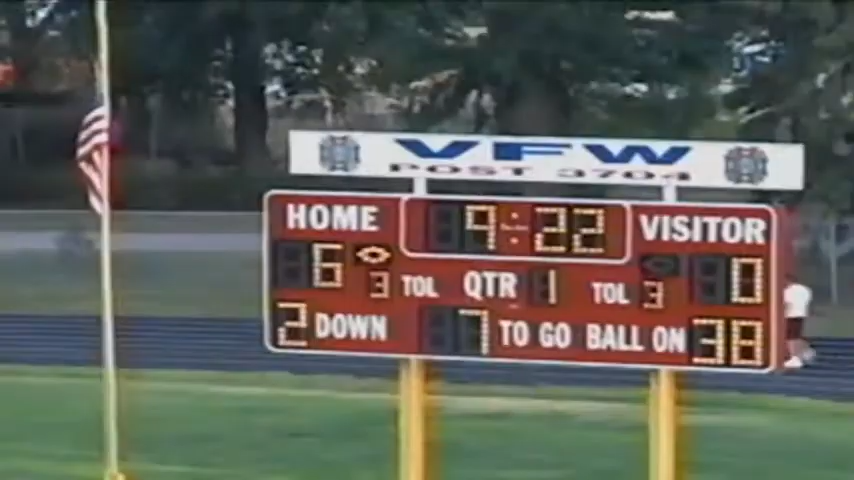 VFW
POST 3704
HOME 9:22 VISITOR
6 3 TOL QTR 1 TOL 3 0
2 DOWN 7 TO GO BALL ON 38